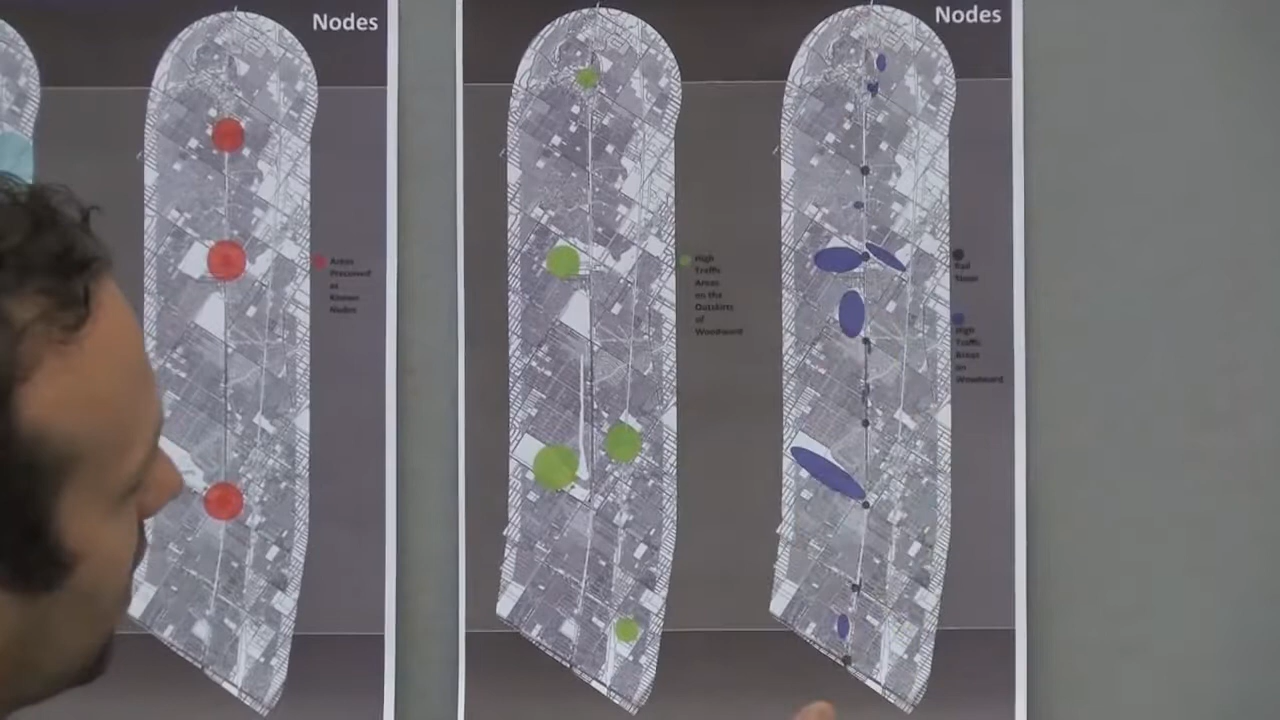 Nodes
Nodes
Areas
Perceived
as
Known
Nodes
High
Traffic
Areas
on the
Outskirts
of
Woodward
Rail
High
Traffic
Areas
on
Woodward